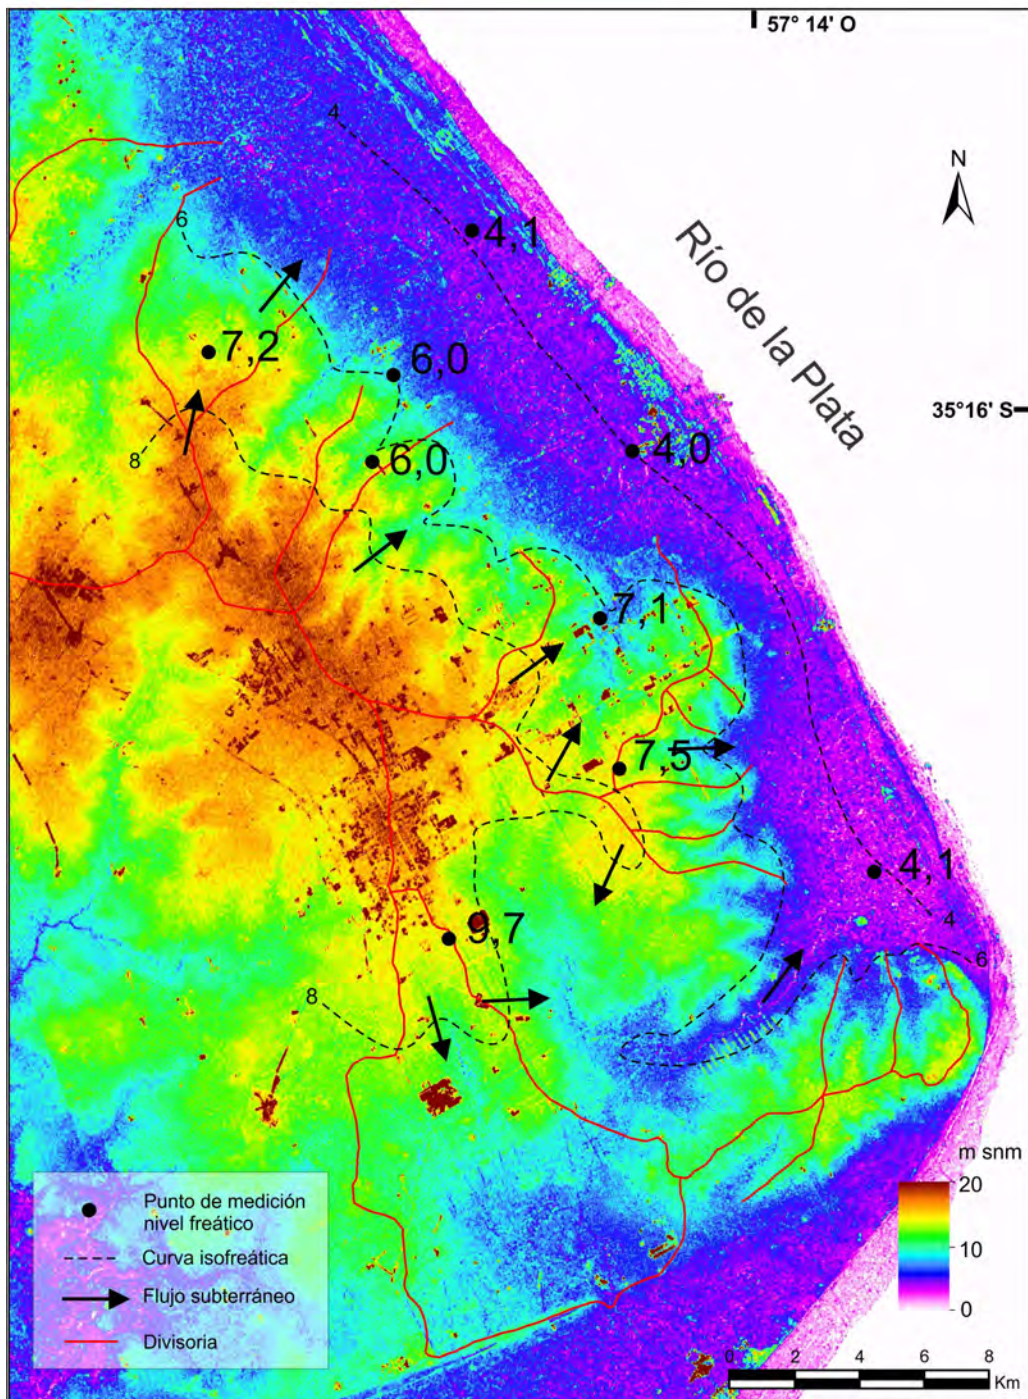 57° 14' O
4
N
4,1
Río de la Plata
6
7,2
6,0
35°16' S
8
6,0
4,0
7,1
7,5
4,1
4
9,7
6
8
m snm
20
10
0
Punto de medición
nivel freático
Curva isofreática
Flujo subterráneo
Divisoria
0 2 4 6 8
Km